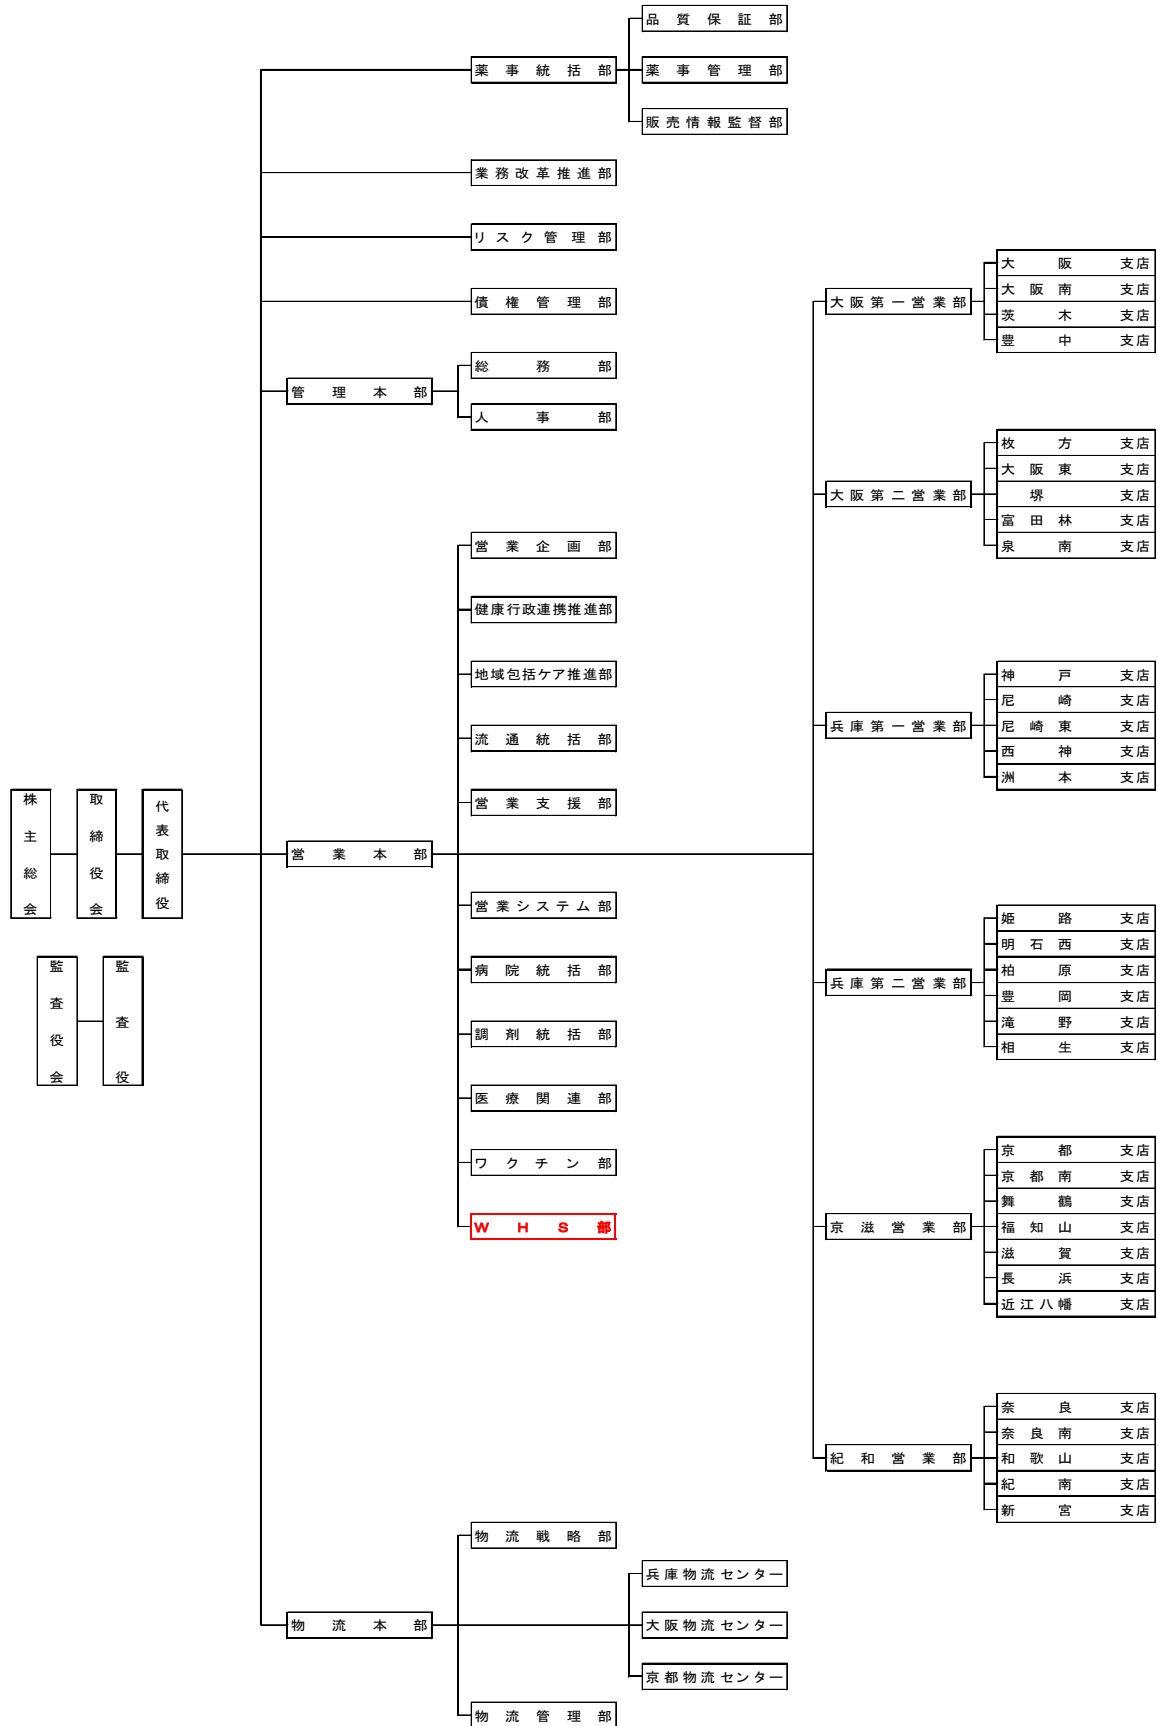 株主総会
取締役会
代表取締役
監査役会
監査役
薬事統括部
品質保証部
薬事管理部
販売情報監督部
業務改革推進部
リスク管理部
債権管理部
管理本部
総務部
人事部
営業本部
営業企画部
健康行政連携推進部
地域包括ケア推進部
流通統括部
営業支援部
営業システム部
病院統括部
調剤統括部
医療関連部
ワクチン部
WHS部
大阪第一営業部
大阪支店
大阪南支店
茨木支店
豊中支店
大阪第二営業部
枚方支店
大阪東支店
堺支店
富田林支店
泉南支店
兵庫第一営業部
神戸支店
尼崎支店
尼崎東支店
西神支店
洲本支店
兵庫第二営業部
姫路支店
明石西支店
柏原支店
豊岡支店
滝野支店
相生支店
京滋営業部
京都支店
京都南支店
舞鶴支店
福知山支店
滋賀支店
長浜支店
近江八幡支店
紀和営業部
奈良支店
奈良南支店
和歌山支店
紀南支店
新宮支店
物流本部
物流戦略部
兵庫物流センター
大阪物流センター
京都物流センター
物流管理部